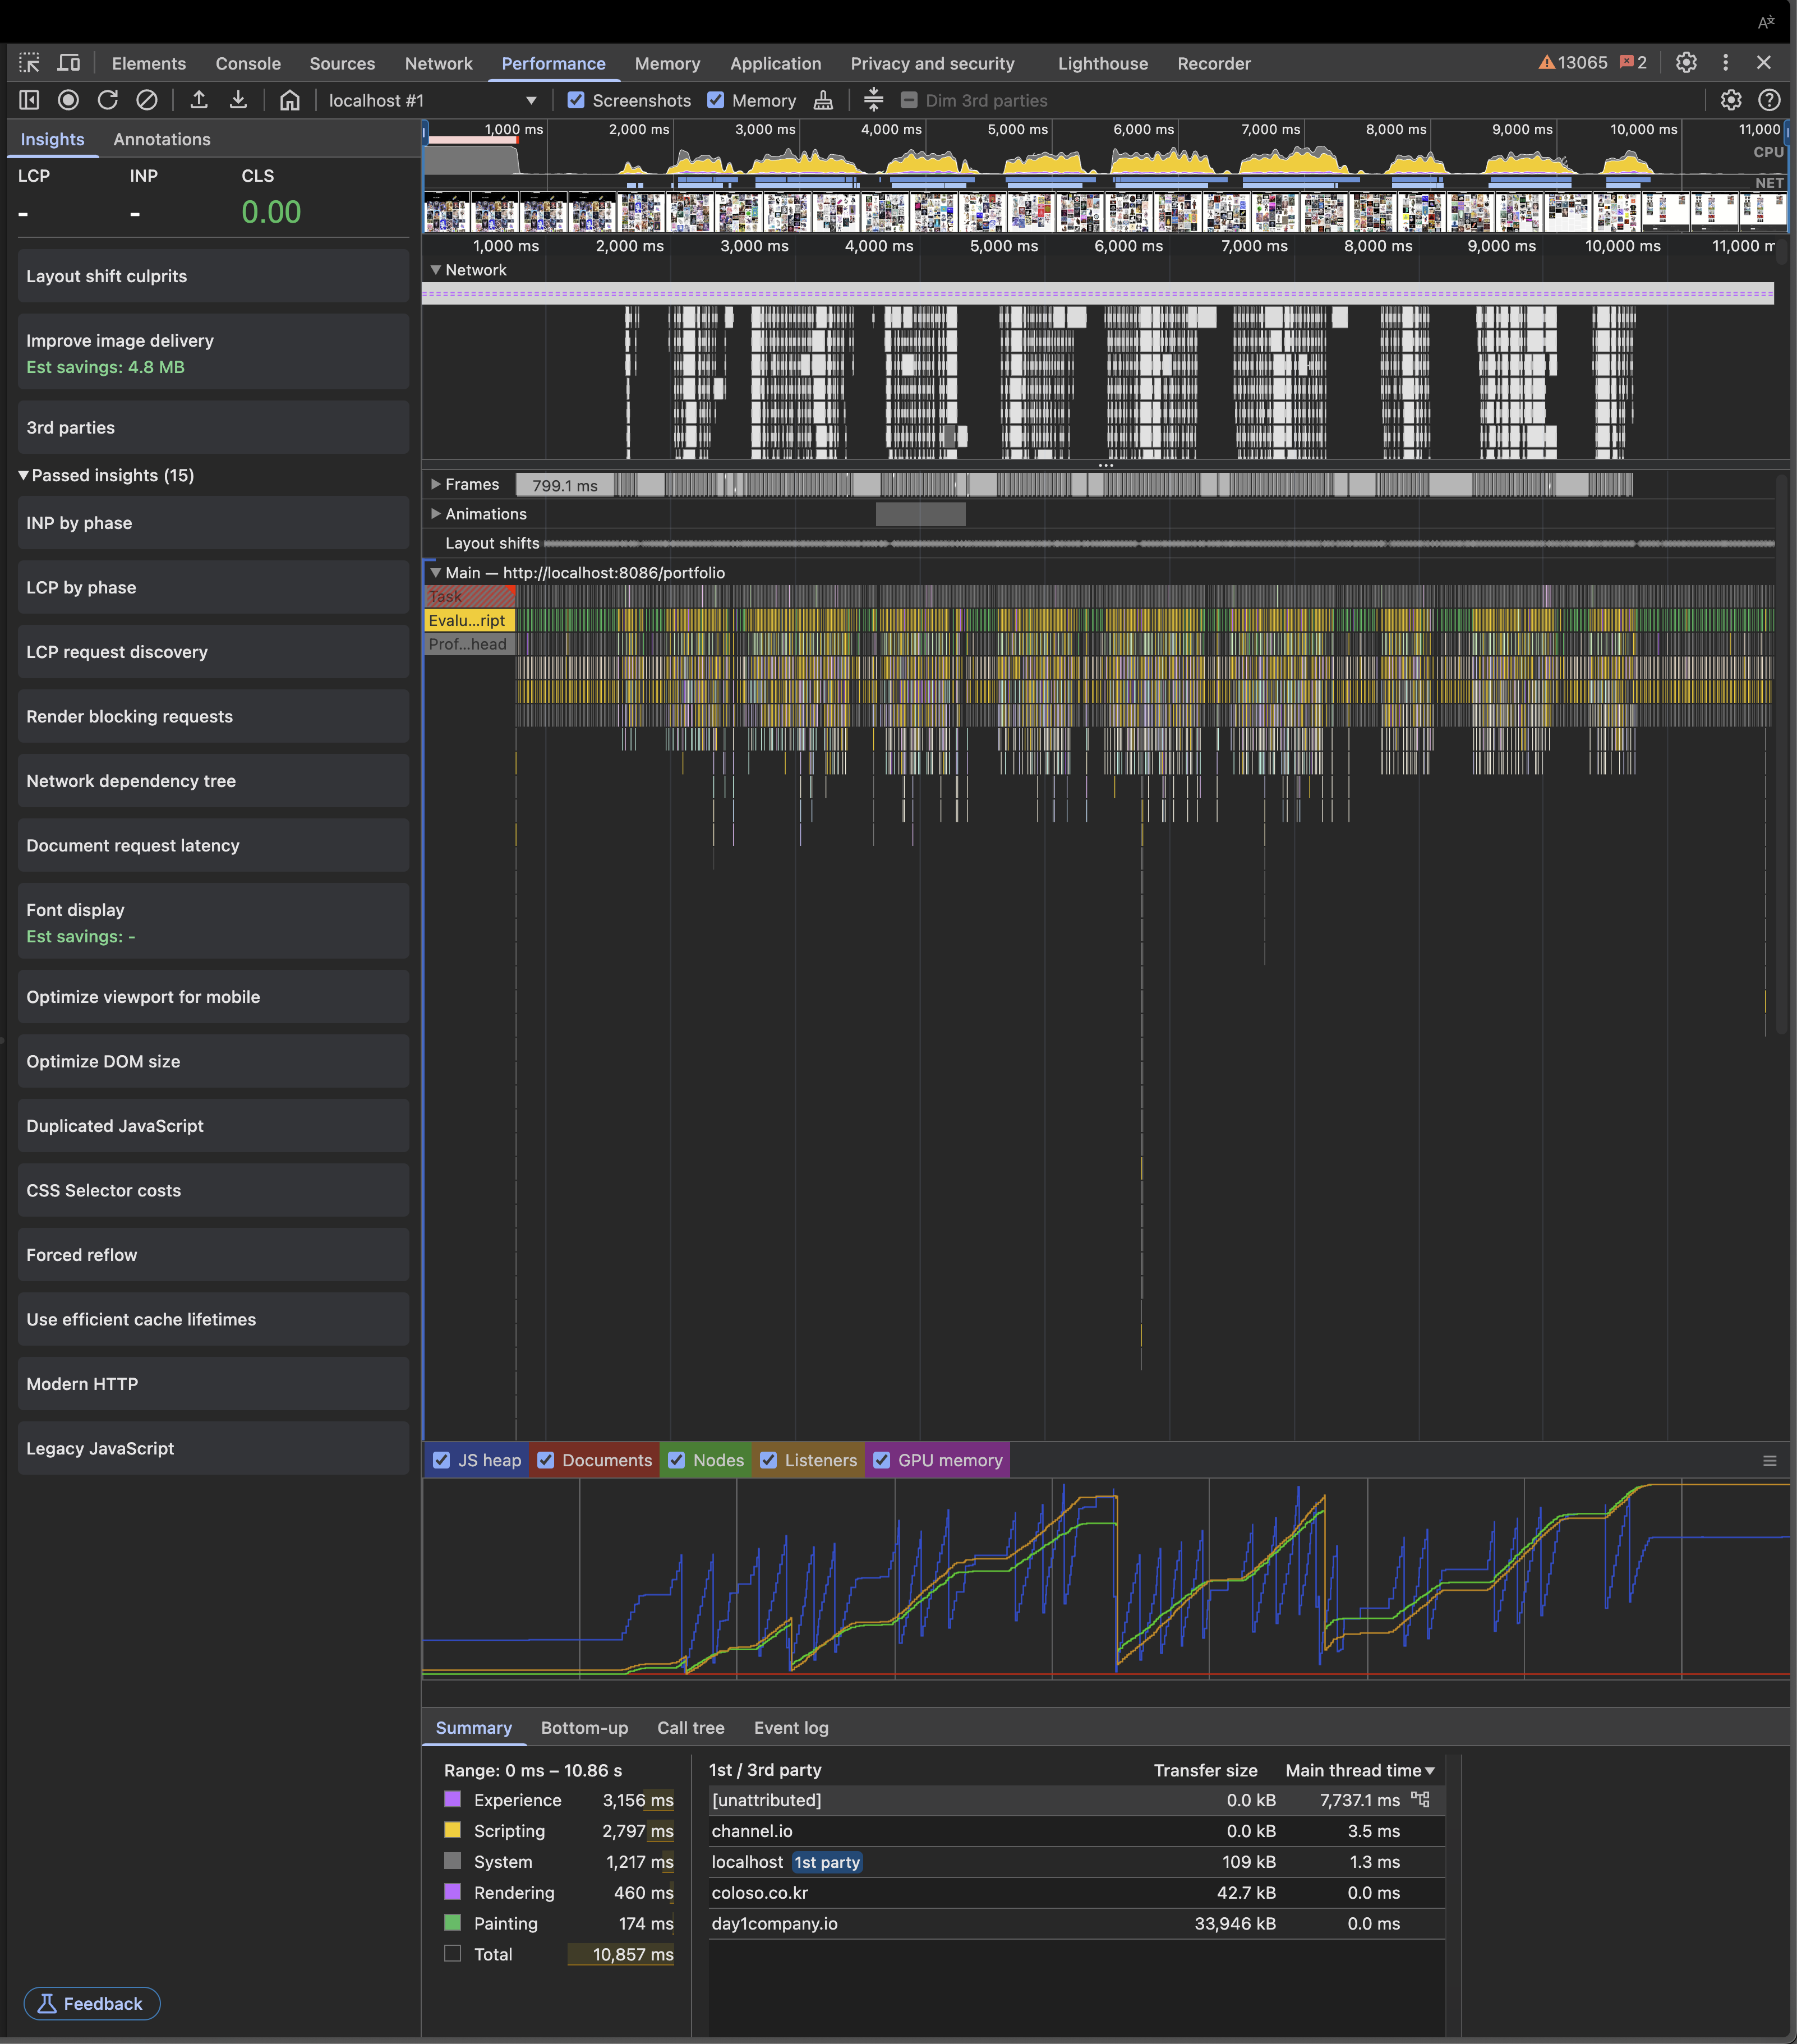 Elements Console Sources Network Performance Memory Application Privacy and security Lighthouse Recorder 13065 2
localhost #1 Screenshots Memory Dim 3rd parties
Insights Annotations
LCP INP CLS
- - 0.00
Layout shift culprits
Improve image delivery
Est savings: 4.8 MB
3rd parties
Passed insights (15)
INP by phase
LCP by phase
LCP request discovery
Render blocking requests
Network dependency tree
Document request latency
Font display
Est savings: -
Optimize viewport for mobile
Optimize DOM size
Duplicated JavaScript
CSS Selector costs
Forced reflow
Use efficient cache lifetimes
Modern HTTP
Legacy JavaScript
Feedback
1,000 ms 2,000 ms 3,000 ms 4,000 ms 5,000 ms 6,000 ms 7,000 ms 8,000 ms 9,000 ms 10,000 ms 11,000
CPU
NET
1,000 ms 2,000 ms 3,000 ms 4,000 ms 5,000 ms 6,000 ms 7,000 ms 8,000 ms 9,000 ms 10,000 ms 11,000 m
Network
Frames 799.1 ms
Animations
Layout shifts
Main — http://localhost:8086/portfolio
Task
Evalu...ript
Prof...head
JS heap Documents Nodes Listeners GPU memory
Summary Bottom-up Call tree Event log
Range: 0 ms – 10.86 s
Experience 3,156 ms
Scripting 2,797 ms
System 1,217 ms
Rendering 460 ms
Painting 174 ms
Total 10,857 ms
1st / 3rd party Transfer size Main thread time
[unattributed] 0.0 kB 7,737.1 ms
channel.io 0.0 kB 3.5 ms
localhost 1st party 109 kB 1.3 ms
coloso.co.kr 42.7 kB 0.0 ms
day1company.io 33,946 kB 0.0 ms